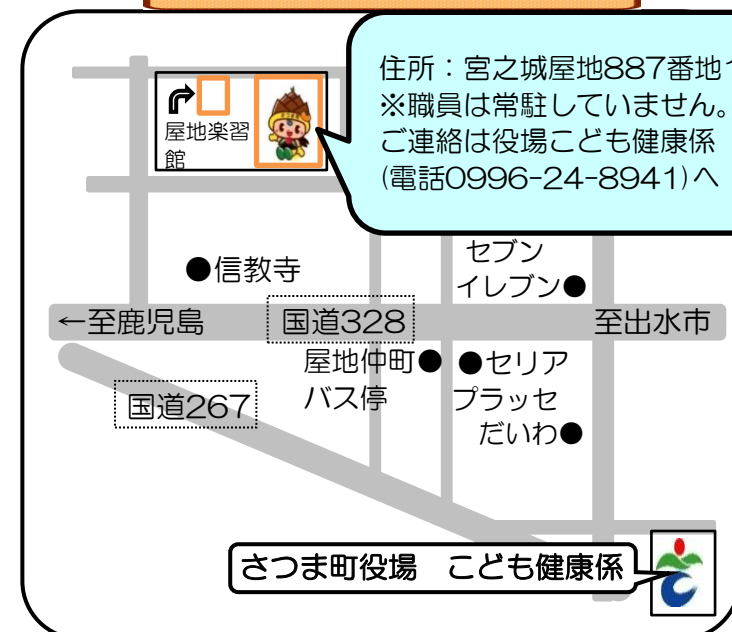 住所：宮之城屋地887番地
※職員は常駐していません。
ご連絡は役場こども健康係
(電話0996-24-8941)へ
屋地楽習
館
●信教寺
セブン
イレブン●
←至鹿児島
国道328
至出水市
屋地仲町●
バス停
●セリア
プラッセ
だいわ●
国道267
さつま町役場　こども健康係